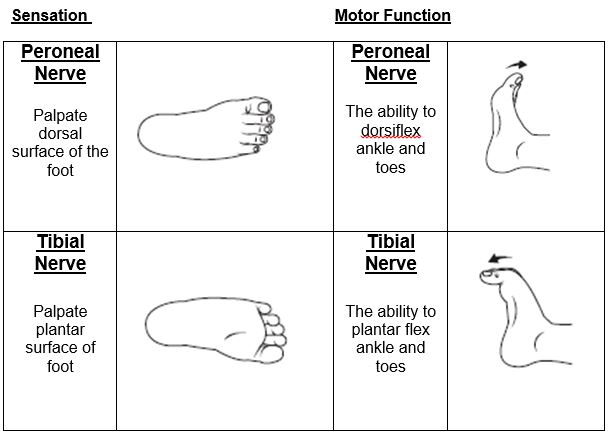 Sensation
Motor Function
Peroneal
Nerve
Palpate
dorsal
surface of the
foot
Peroneal
Nerve
The ability to
dorsiflex
ankle and
toes
Tibial
Nerve
Palpate
plantar
surface of
foot
Tibial
Nerve
The ability to
plantar flex
ankle and
toes